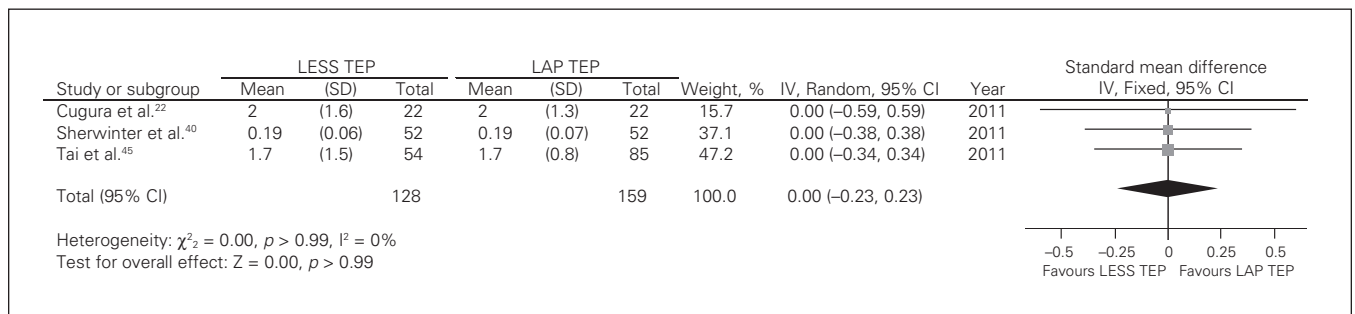 LESS TEP LAP TEP Standard mean difference
Study or subgroup Mean (SD) Total Mean (SD) Total Weight, % IV, Random, 95% CI Year IV, Fixed, 95% CI
Cugura et al.²² 2 (1.6) 22 2 (1.3) 22 15.7 0.00 (–0.59, 0.59) 2011
Sherwinter et al.⁴⁰ 0.19 (0.06) 52 0.19 (0.07) 52 37.1 0.00 (–0.38, 0.38) 2011
Tai et al.⁴⁵ 1.7 (1.5) 54 1.7 (0.8) 85 47.2 0.00 (–0.34, 0.34) 2011
Total (95% CI) 128 159 100.0 0.00 (–0.23, 0.23)
Heterogeneity: χ²₂ = 0.00, p > 0.99, I² = 0%
Test for overall effect: Z = 0.00, p > 0.99
–0.5 –0.25 0 0.25 0.5
Favours LESS TEP Favours LAP TEP